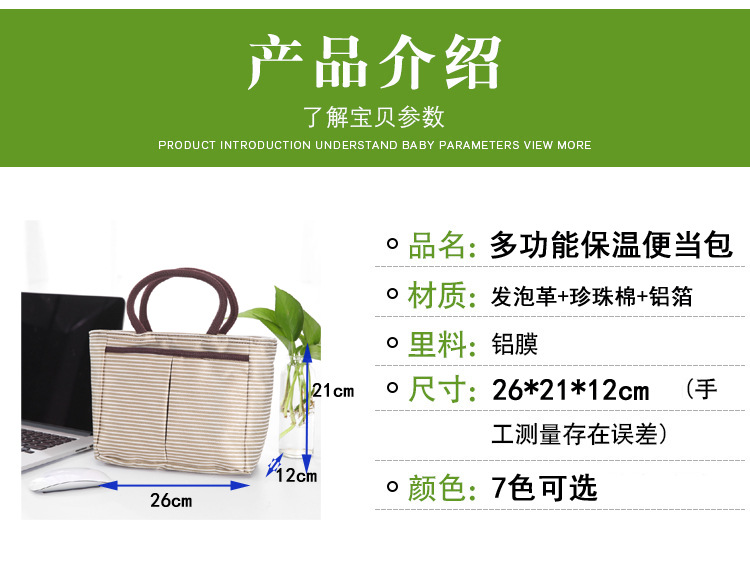 产品介绍
了解宝贝参数
PRODUCT INTRODUCTION UNDERSTAND BABY PARAMETERS VIEW MORE
品名: 多功能保温便当包
材质: 发泡革+珍珠棉+铝箔
里料: 铝膜
尺寸: 26*21*12cm （手
工测量存在误差）
颜色: 7色可选
21cm
12cm
26cm